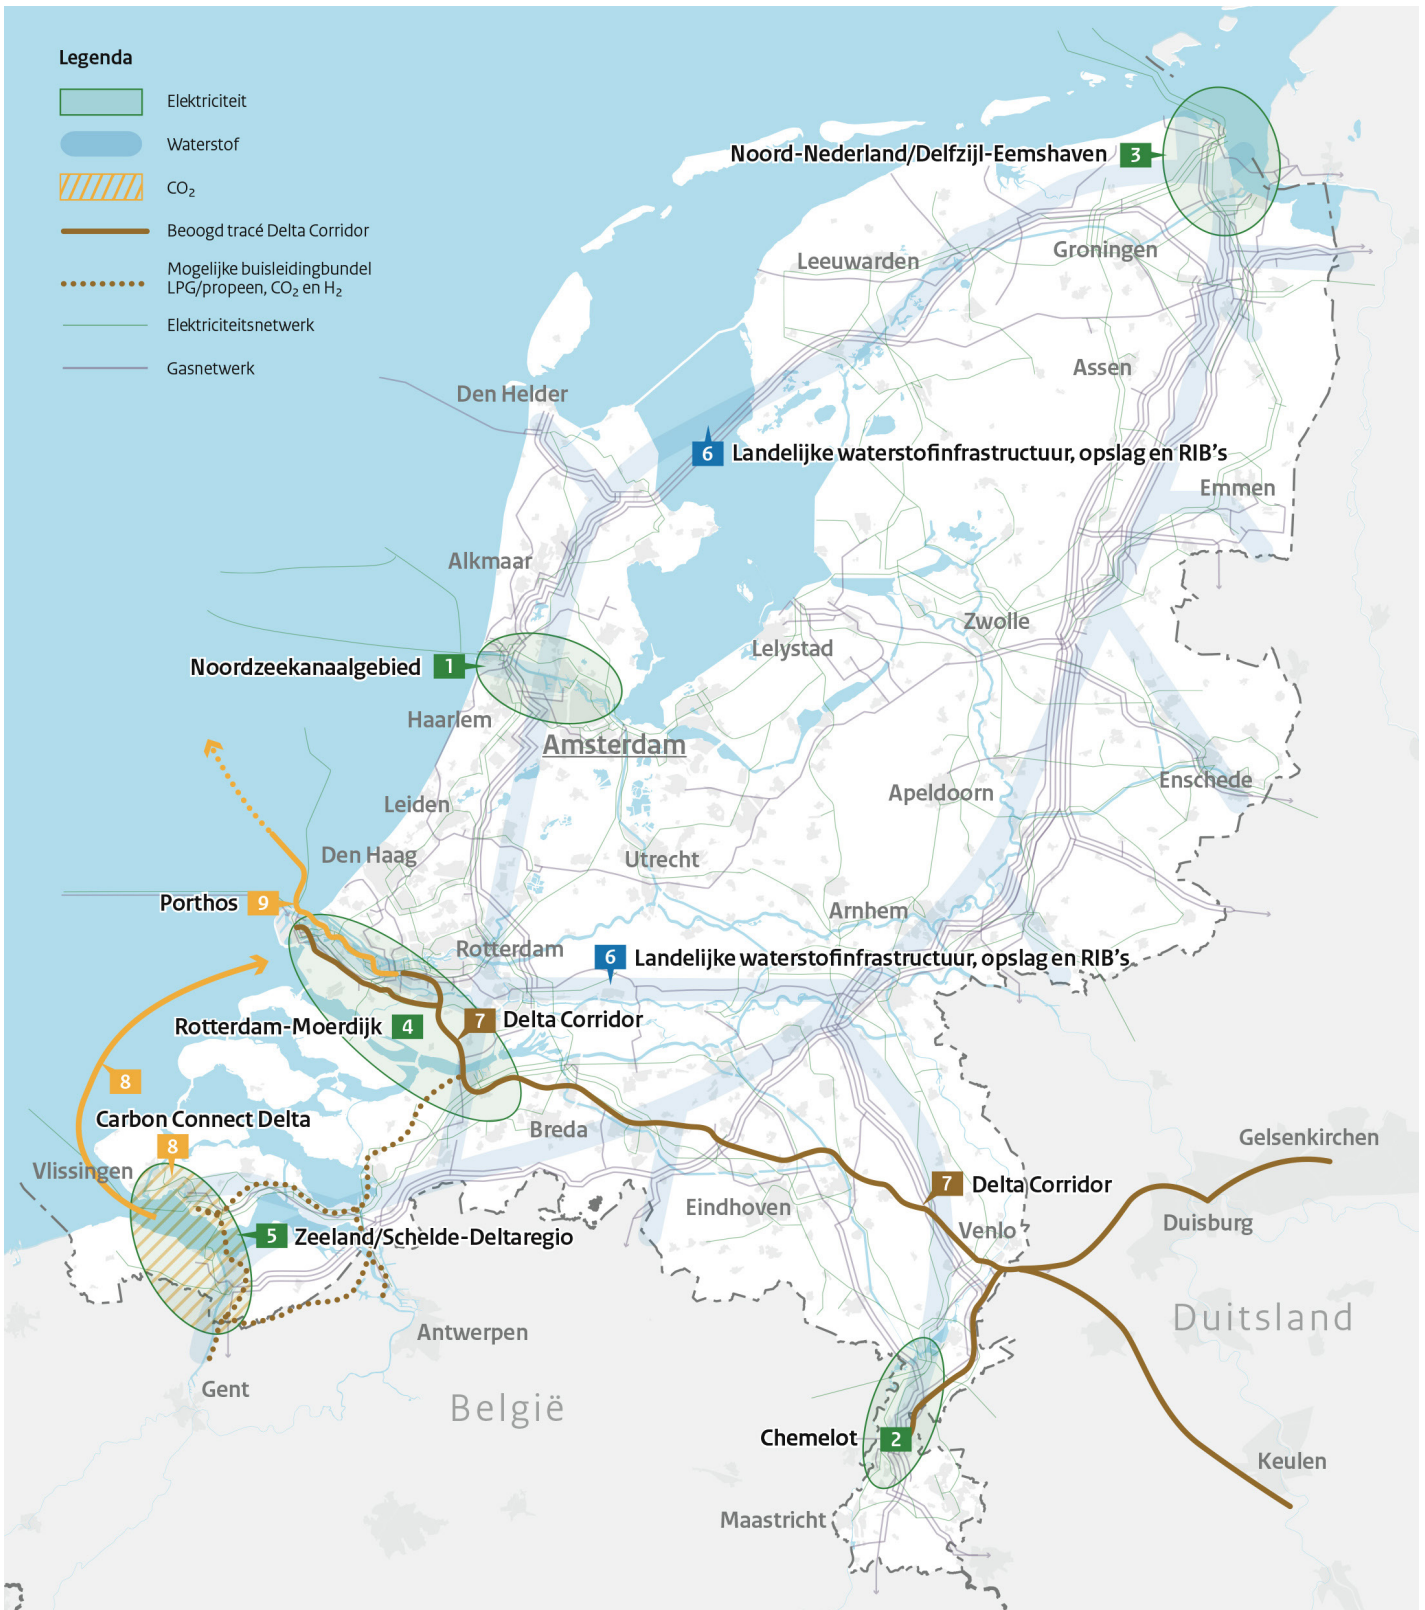 Legenda
Elektriciteit
Waterstof
CO₂
Beoogd tracé Delta Corridor
Mogelijke buisleidingbundel
LPG/propeen, CO₂ en H₂
Elektriciteitsnetwerk
Gasnetwerk
Noord-Nederland/Delfzijl-Eemshaven 3
Leeuwarden
Groningen
Assen
Den Helder
6 Landelijke waterstofinfrastructuur, opslag en RIB's
Emmen
Alkmaar
Zwolle
Lelystad
Noordzeekanaalgebied 1
Haarlem
Amsterdam
Enschede
Apeldoorn
Leiden
Den Haag
Utrecht
Porthos 9
Arnhem
Rotterdam
6 Landelijke waterstofinfrastructuur, opslag en RIB's
Rotterdam-Moerdijk 4
7 Delta Corridor
8
Carbon Connect Delta
8
Breda
Gelsenkirchen
Vlissingen
7 Delta Corridor
Eindhoven
Venlo
Duisburg
5 Zeeland/Schelde-Deltaregio
Duitsland
Antwerpen
Gent
België
Chemelot 2
Keulen
Maastricht